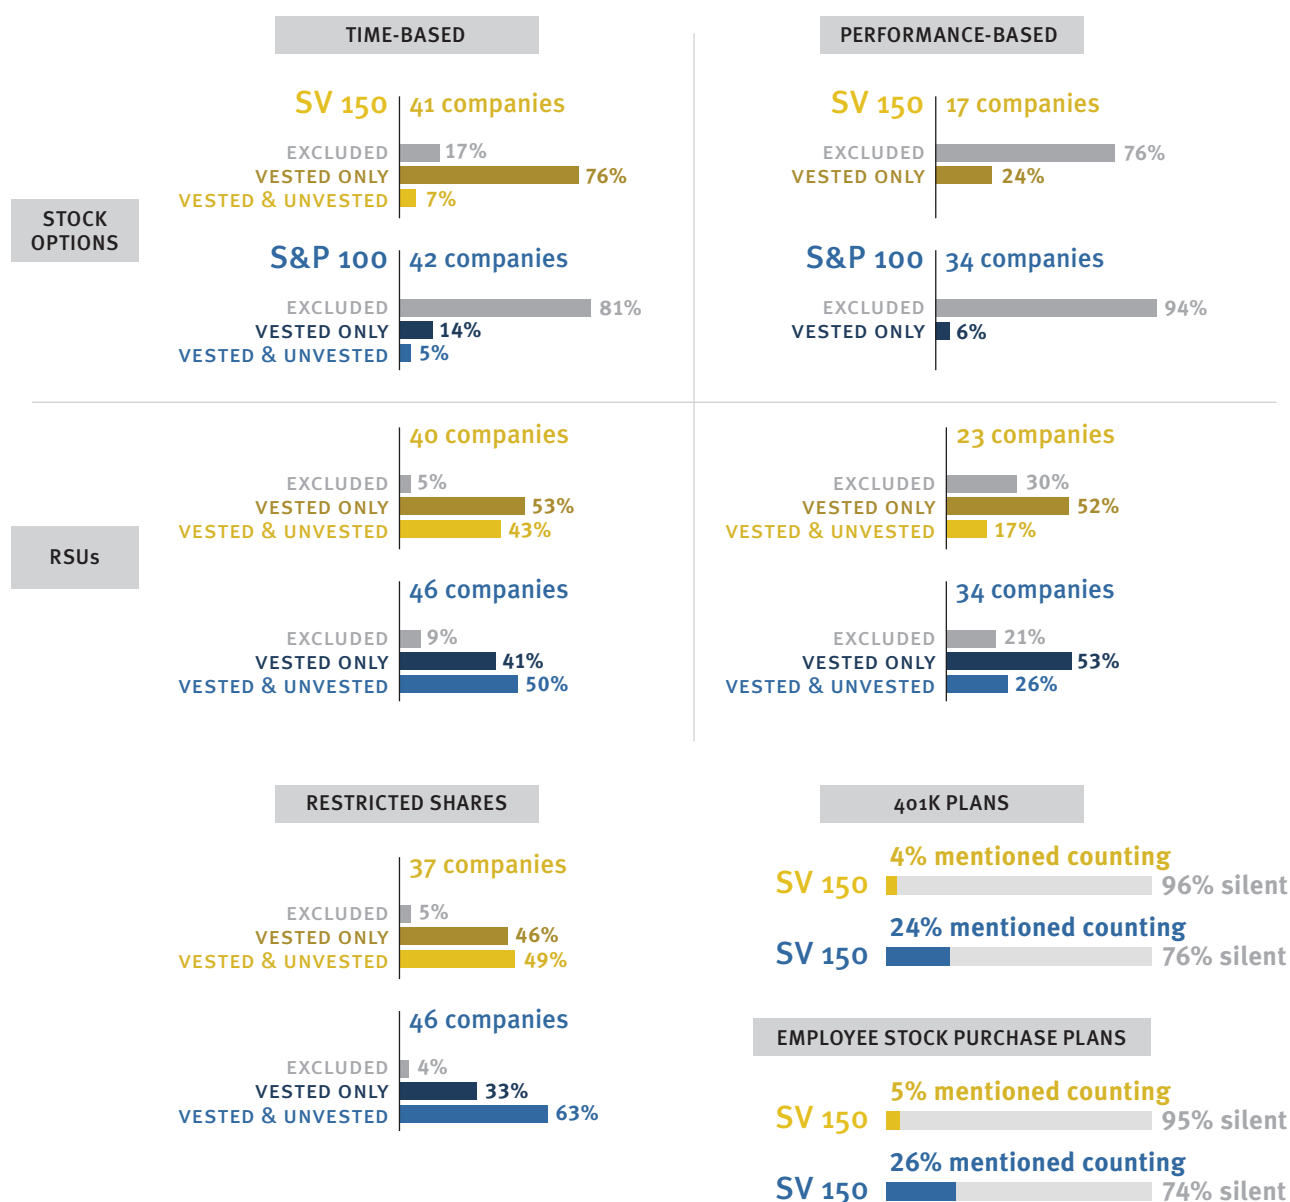 TIME-BASED
PERFORMANCE-BASED
STOCK
OPTIONS
SV 150 41 companies
EXCLUDED 17%
VESTED ONLY 76%
VESTED & UNVESTED 7%
S&P 100 42 companies
EXCLUDED 81%
VESTED ONLY 14%
VESTED & UNVESTED 5%
SV 150 17 companies
EXCLUDED 76%
VESTED ONLY 24%
S&P 100 34 companies
EXCLUDED 94%
VESTED ONLY 6%
RSUs
40 companies
EXCLUDED 5%
VESTED ONLY 53%
VESTED & UNVESTED 43%
46 companies
EXCLUDED 9%
VESTED ONLY 41%
VESTED & UNVESTED 50%
23 companies
EXCLUDED 30%
VESTED ONLY 52%
VESTED & UNVESTED 17%
34 companies
EXCLUDED 21%
VESTED ONLY 53%
VESTED & UNVESTED 26%
RESTRICTED SHARES
37 companies
EXCLUDED 5%
VESTED ONLY 46%
VESTED & UNVESTED 49%
46 companies
EXCLUDED 4%
VESTED ONLY 33%
VESTED & UNVESTED 63%
401K PLANS
4% mentioned counting
SV 150 96% silent
24% mentioned counting
SV 150 76% silent
EMPLOYEE STOCK PURCHASE PLANS
5% mentioned counting
SV 150 95% silent
26% mentioned counting
SV 150 74% silent